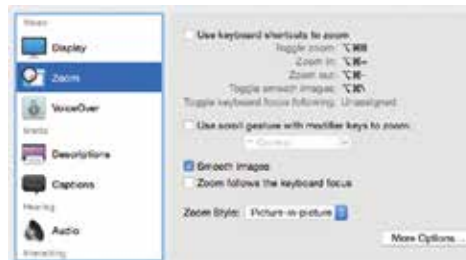 Display
Zoom
VoiceOver
Media
Descriptions
Captions
Hearing
Audio
Interacting
Use keyboard shortcuts to zoom
Toggle zoom: ⌥⌘8
Zoom in: ⌥⌘=
Zoom out: ⌥⌘-
Toggle smooth images: ⌥⌘\
Toggle keyboard focus following: Unassigned
Use scroll gesture with modifier keys to zoom:
^ Control
Smooth images
Zoom follows the keyboard focus
Zoom Style: Picture-in-picture
More Options...